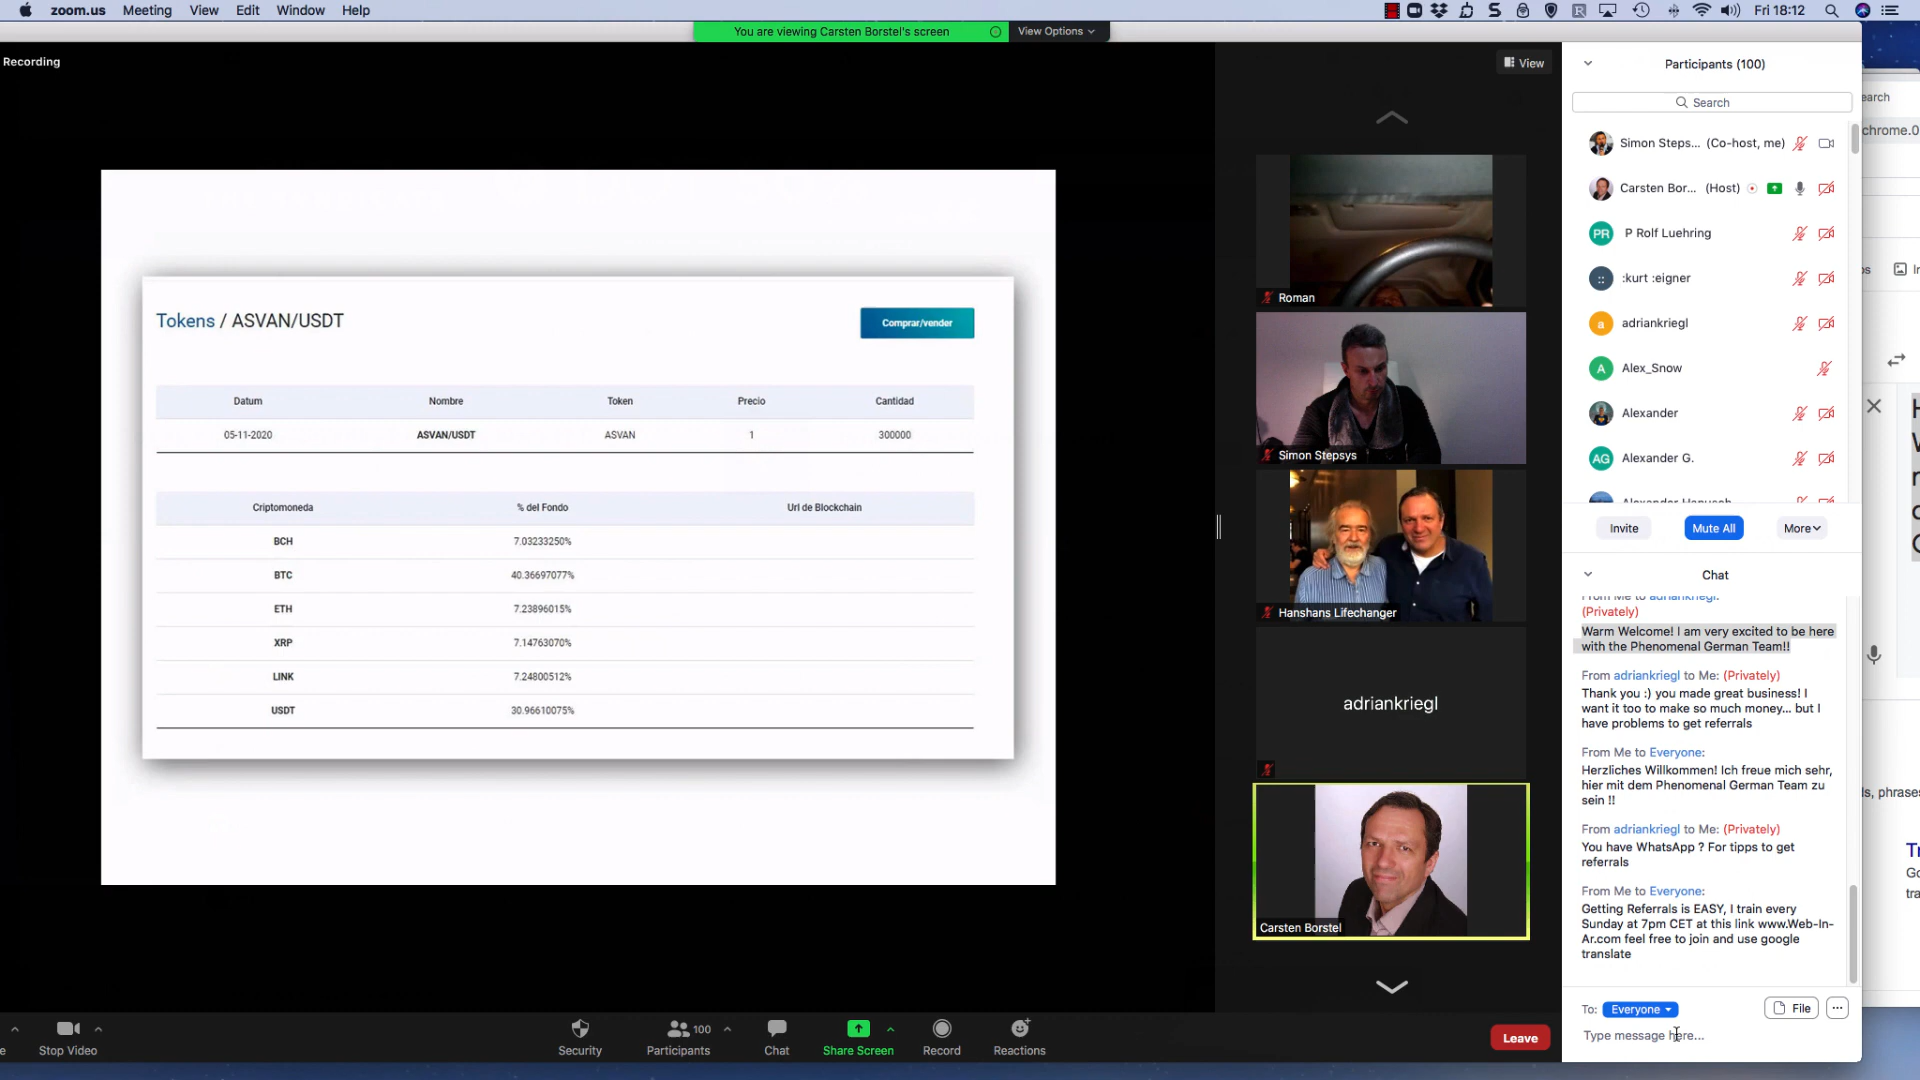 zoom.us Meeting View Edit Window Help Fri 18:12
You are viewing Carsten Borstel's screen View Options
Recording
View
Tokens / ASVAN/USDT
Comprar/vender
Datum Nombre Token Precio Cantidad
05-11-2020 ASVAN/USDT ASVAN 1 300000
Criptomoneda % del Fondo Url de Blockchain
BCH 7.03233250%
BTC 40.36697077%
ETH 7.23896015%
XRP 7.14763070%
LINK 7.24800512%
USDT 30.96610075%
Roman
Simon Stepsys
Hanshans Lifechanger
adriankriegl
Carsten Borstel
Participants (100)
Search
Simon Steps... (Co-host, me)
Carsten Bor... (Host)
PR P Rolf Luehring
:: :kurt :eigner
a adriankriegl
A Alex_Snow
Alexander
AG Alexander G.
Invite Mute All More
Chat
From Me to adriankriegl:
(Privately)
Warm Welcome! I am very excited to be here
with the Phenomenal German Team!!
From adriankriegl to Me: (Privately)
Thank you :) you made great business! I
want it too to make so much money... but I
have problems to get referrals
From Me to Everyone:
Herzliches Willkommen! Ich freue mich sehr,
hier mit dem Phenomenal German Team zu
sein !!
From adriankriegl to Me: (Privately)
You have WhatsApp ? For tipps to get
referrals
From Me to Everyone:
Getting Referrals is EASY, I train every
Sunday at 7pm CET at this link www.Web-In-
Ar.com feel free to join and use google
translate
To: Everyone File ...
Type message here...
earch
chrome.0
s, phrases
Stop Video Security Participants 100 Chat Share Screen Record Reactions Leave